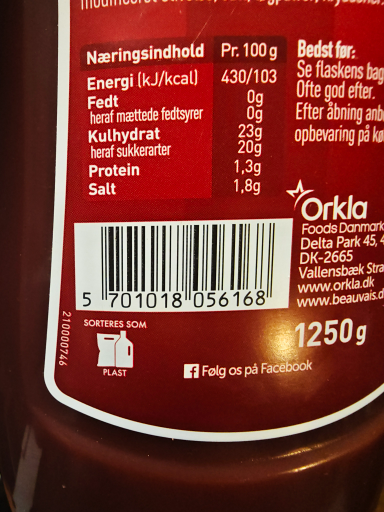 Næringsindhold Pr. 100 g
Energi (kJ/kcal) 430/103
Fedt 0g
heraf mættede fedtsyrer 0g
Kulhydrat 23g
heraf sukkerarter 20g
Protein 1,3g
Salt 1,8g
Bedst før:
Se flaskens bag
Ofte god efter.
Efter åbning anb
opbevaring på kø
Orkla
Foods Danmark
Delta Park 45, 4
DK-2665
Vallensbæk Stra
www.orkla.d
www.beauvais.d
5 701018 056168
210000746
SORTERES SOM
PLAST
1250g
f Følg os på Facebook